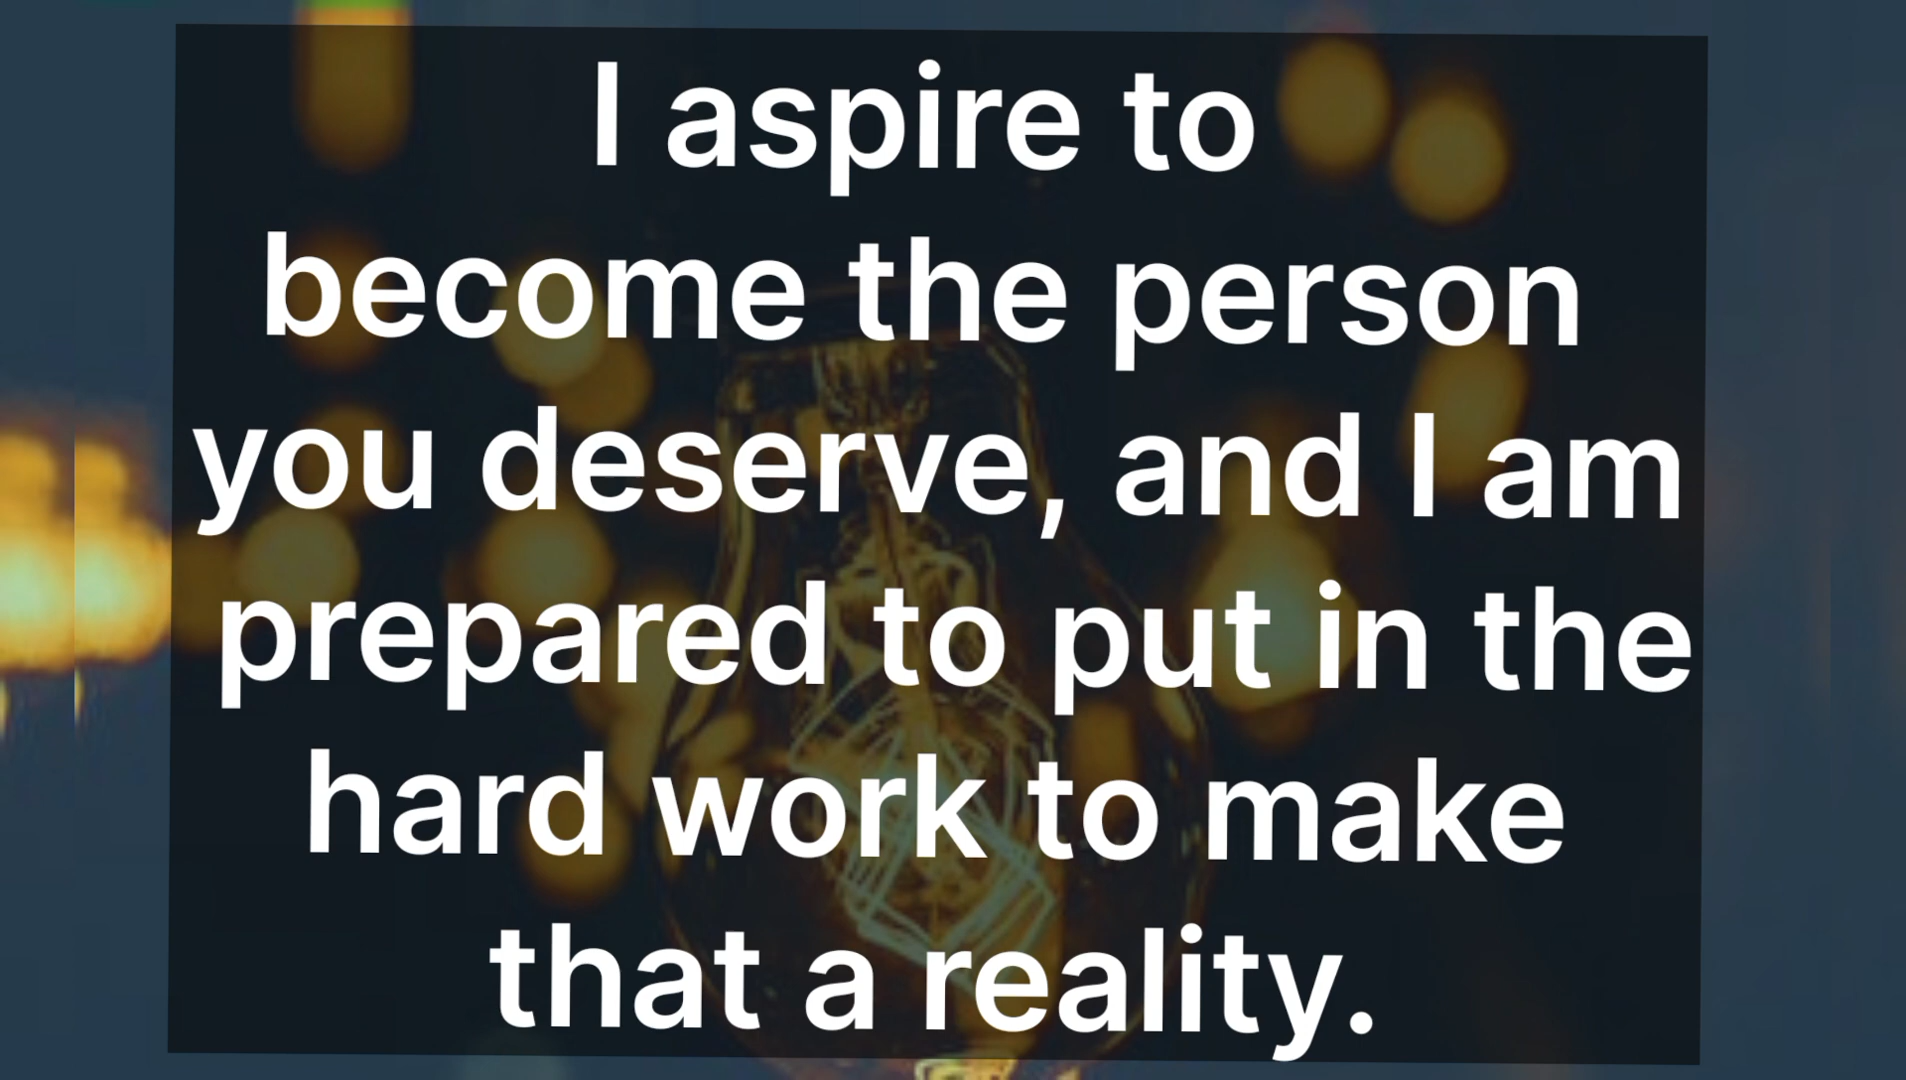 I aspire to
become the person
you deserve, and I am
prepared to put in the
hard work to make
that a reality.